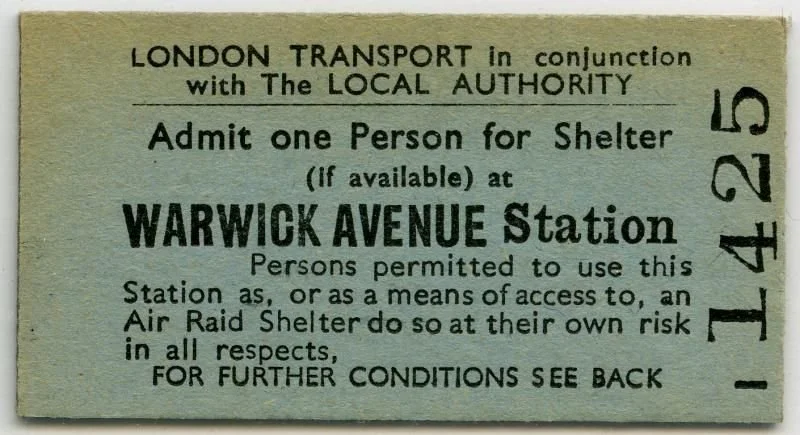 LONDON TRANSPORT in conjunction
with The LOCAL AUTHORITY
Admit one Person for Shelter
(if available) at
WARWICK AVENUE Station
Persons permitted to use this
Station as, or as a means of access to, an
Air Raid Shelter do so at their own risk
in all respects,
FOR FURTHER CONDITIONS SEE BACK
1425